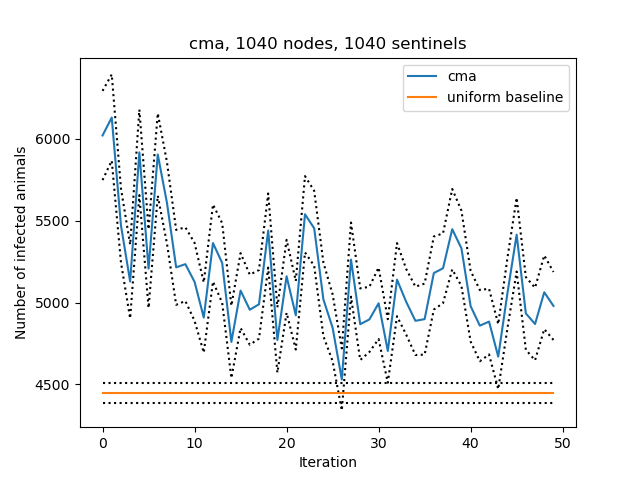 cma, 1040 nodes, 1040 sentinels
cma
uniform baseline
6000
5500
5000
4500
Number of infected animals
0
10
20
30
40
50
Iteration